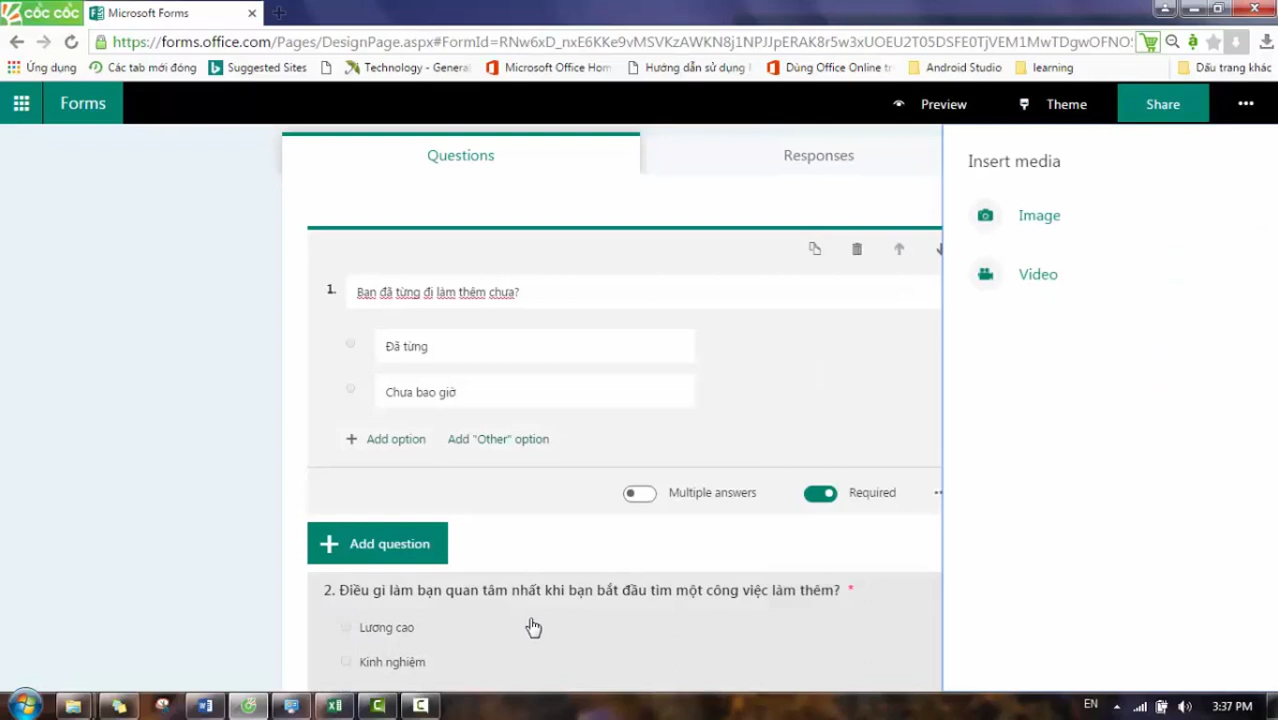 CỐC CỐC
Microsoft Forms
https://forms.office.com/Pages/DesignPage.aspx#FormId=RNw6xD_nxE6KKe9vMSVKzAWKN8j1NPJJpERAK8r5w3xUOEU2T05DSFE0TjVEM1MwTDgwOFNOS
Ứng dụng
Các tab mới đóng
Suggested Sites
Technology - Genera
Microsoft Office Hom
Hướng dẫn sử dụng
Dùng Office Online t
Android Studio
learning
Dấu trang khác
Forms
Preview
Theme
Share
Questions
Responses
Insert media
Image
Video
1.
Bạn đã từng đi làm thêm chưa?
Đã từng
Chưa bao giờ
+ Add option
Add "Other" option
Multiple answers
Required
+ Add question
2. Điều gi làm bạn quan tâm nhất khi bạn bắt đầu tìm một công việc làm thêm? *
Lương cao
Kinh nghiệm
EN
3:37 PM